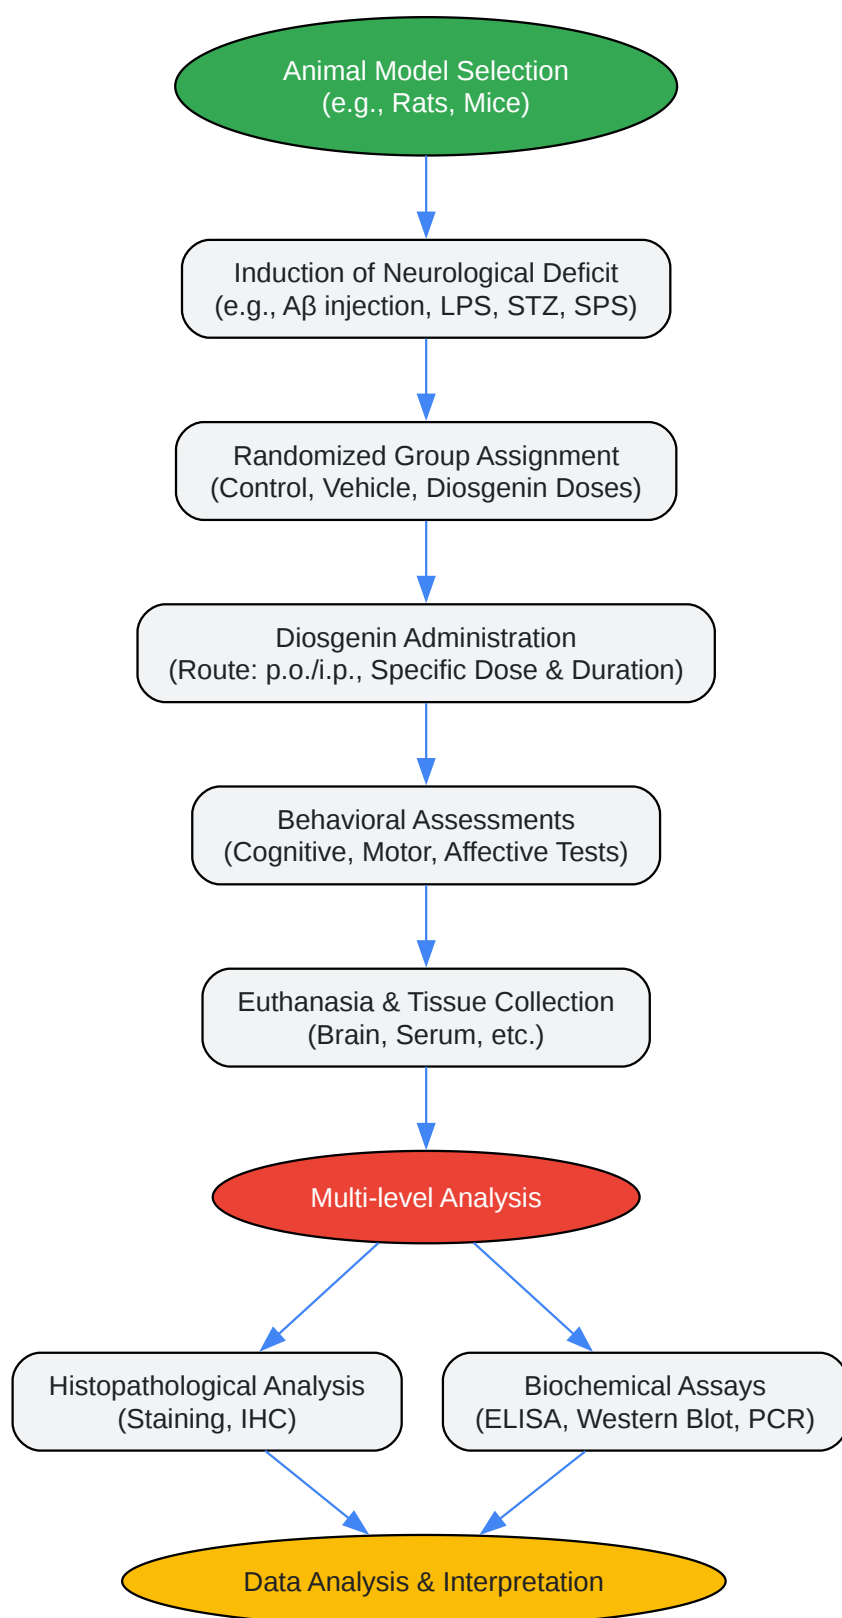 Animal Model Selection
(e.g., Rats, Mice)
Induction of Neurological Deficit
(e.g., Aβ injection, LPS, STZ, SPS)
Randomized Group Assignment
(Control, Vehicle, Diosgenin Doses)
Diosgenin Administration
(Route: p.o./i.p., Specific Dose & Duration)
Behavioral Assessments
(Cognitive, Motor, Affective Tests)
Euthanasia & Tissue Collection
(Brain, Serum, etc.)
Multi-level Analysis
Histopathological Analysis
(Staining, IHC)
Biochemical Assays
(ELISA, Western Blot, PCR)
Data Analysis & Interpretation